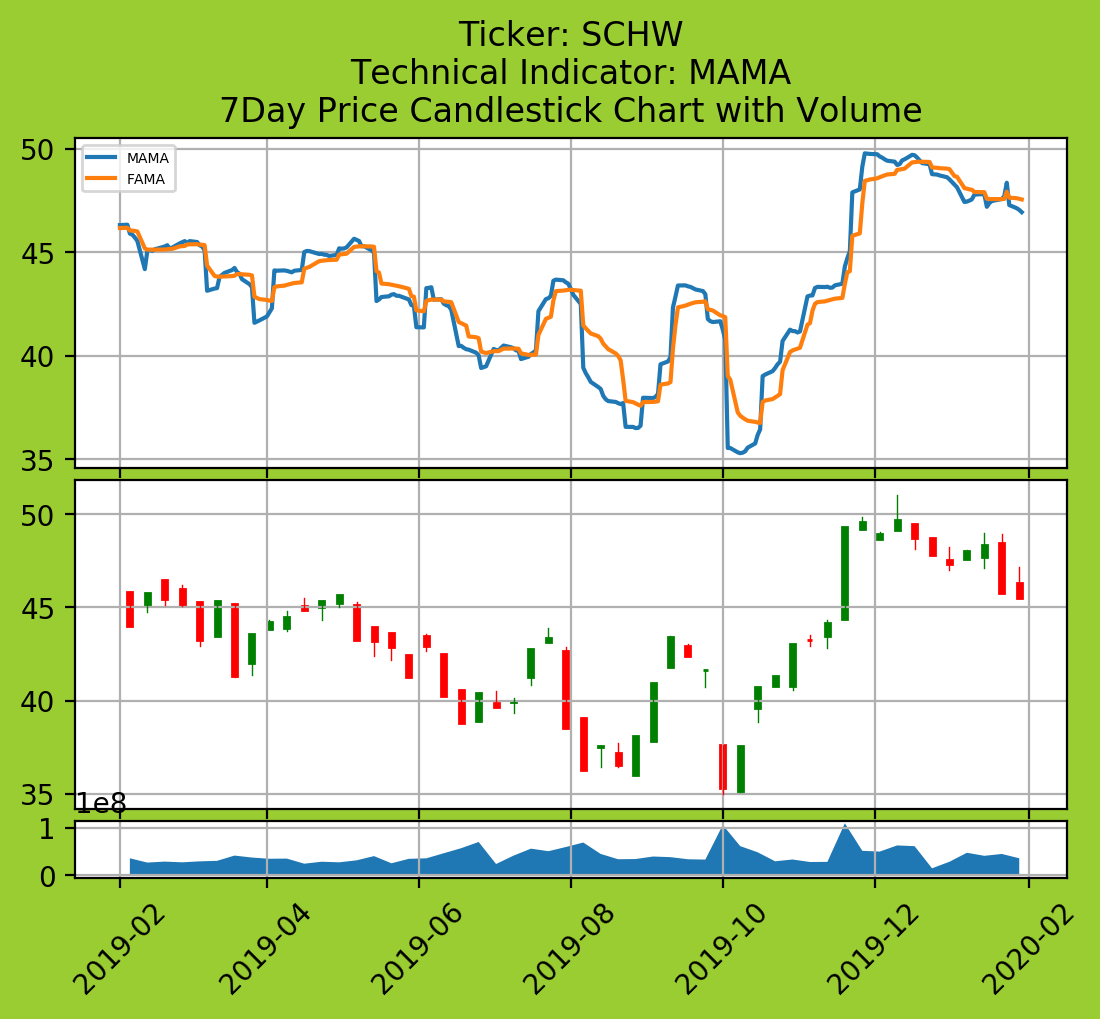 Ticker: SCHW
Technical Indicator: MAMA
7Day Price Candlestick Chart with Volume
50
45
40
35
MAMA
FAMA
50
45
40
35
1e8
1
0
2019-02
2019-04
2019-06
2019-08
2019-10
2019-12
2020-02